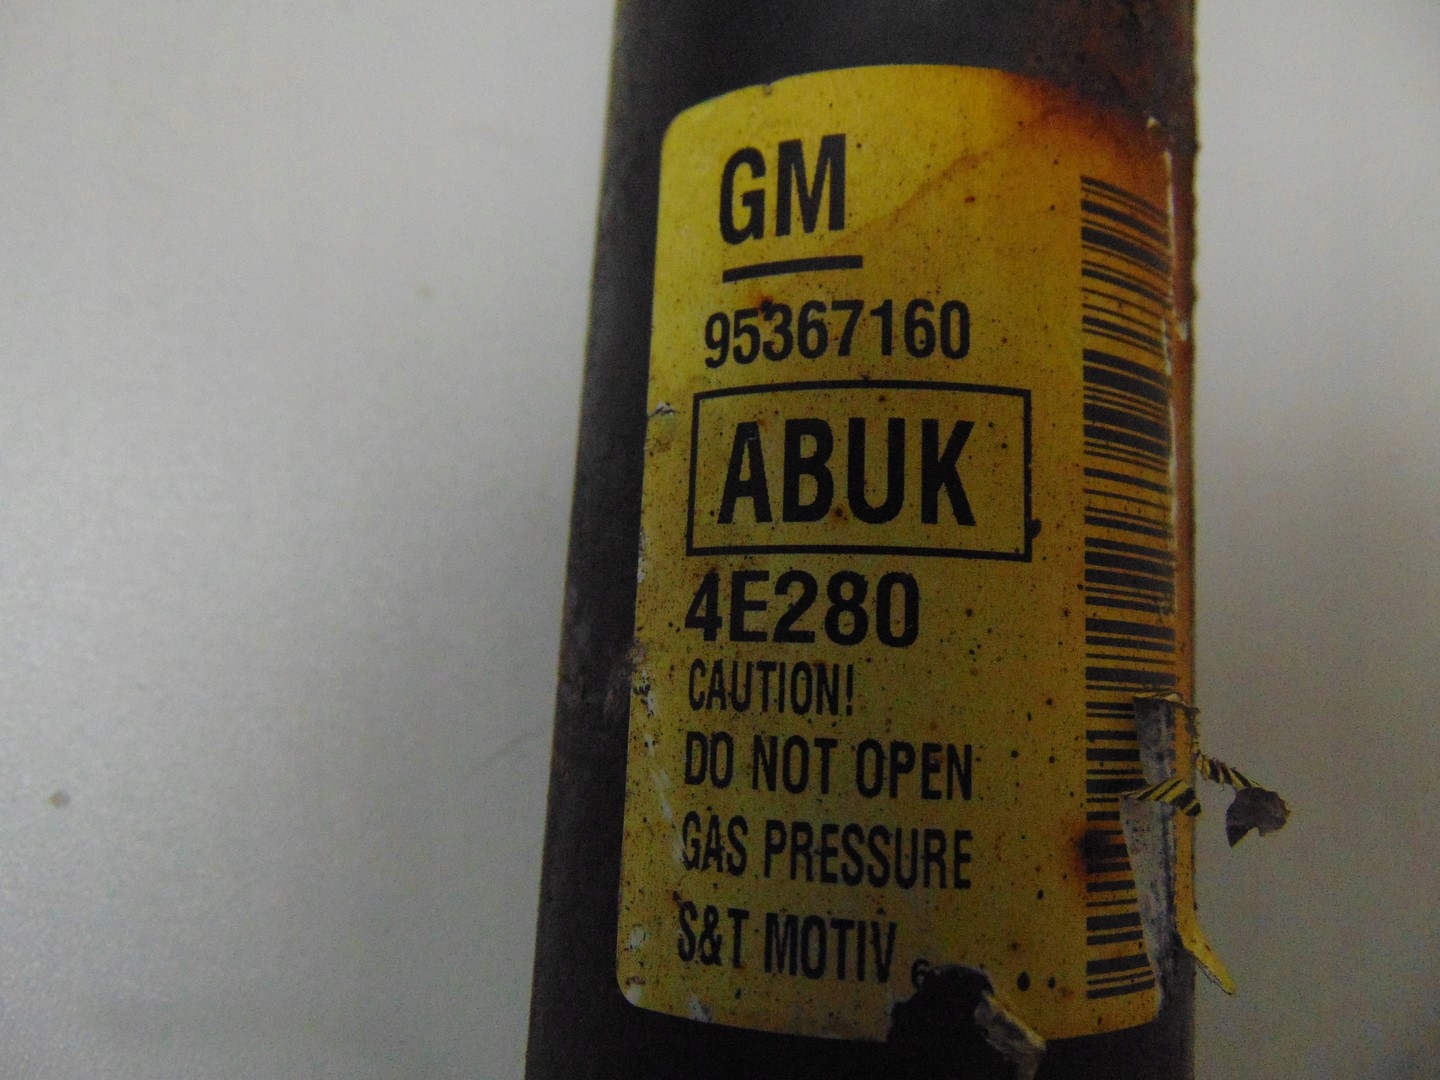 GM
95367160
ABUK
4E280
CAUTION!
DO NOT OPEN
GAS PRESSURE
S&T MOTIV